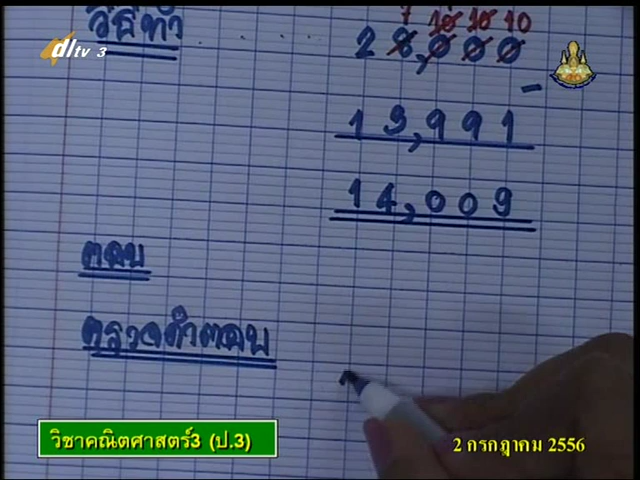 dltv 3
วิธีทำ
7 10 10 10
28,000
-
13,991
14,009
ตอบ
ตรวจคำตอบ
วิชาคณิตศาสตร์3 (ป.3)
2 กรกฎาคม 2556